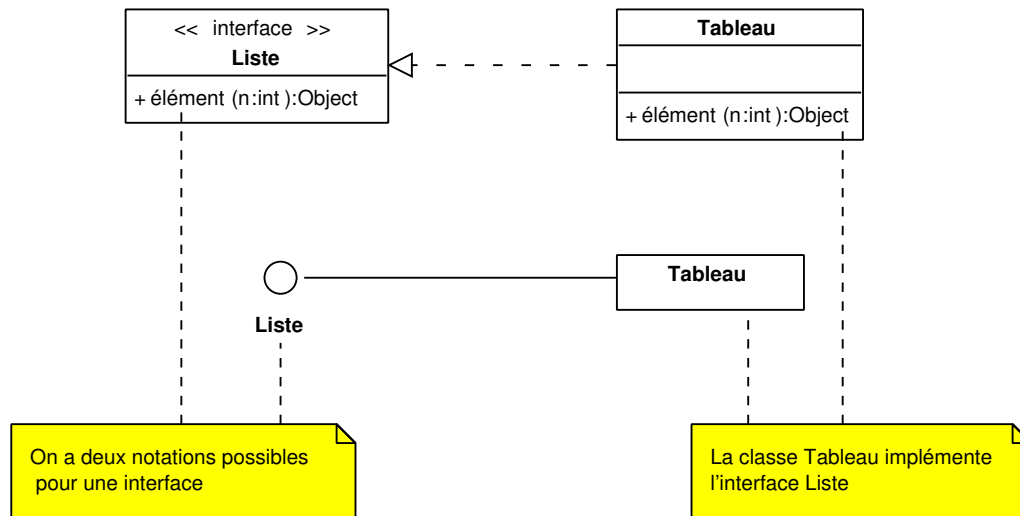 << interface >>
Liste
+ élément (n:int ):Object
Tableau
+ élément (n:int ):Object
Liste
Tableau
On a deux notations possibles
pour une interface
La classe Tableau implémente
l'interface Liste